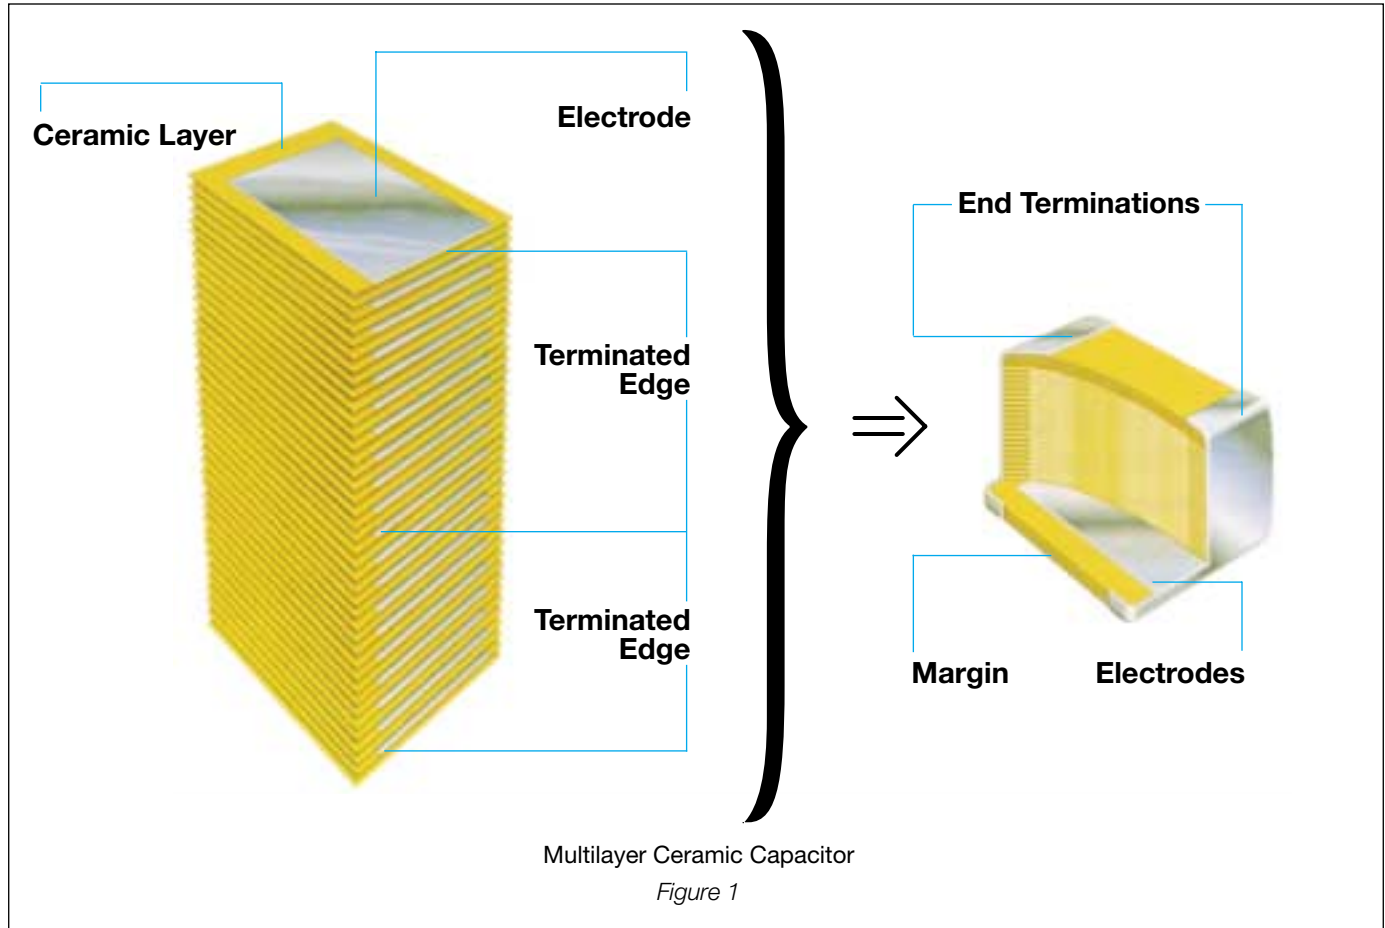 Electrode
Ceramic Layer
End Terminations
Terminated
Edge
Terminated
Edge
Margin
Electrodes
Multilayer Ceramic Capacitor
Figure 1